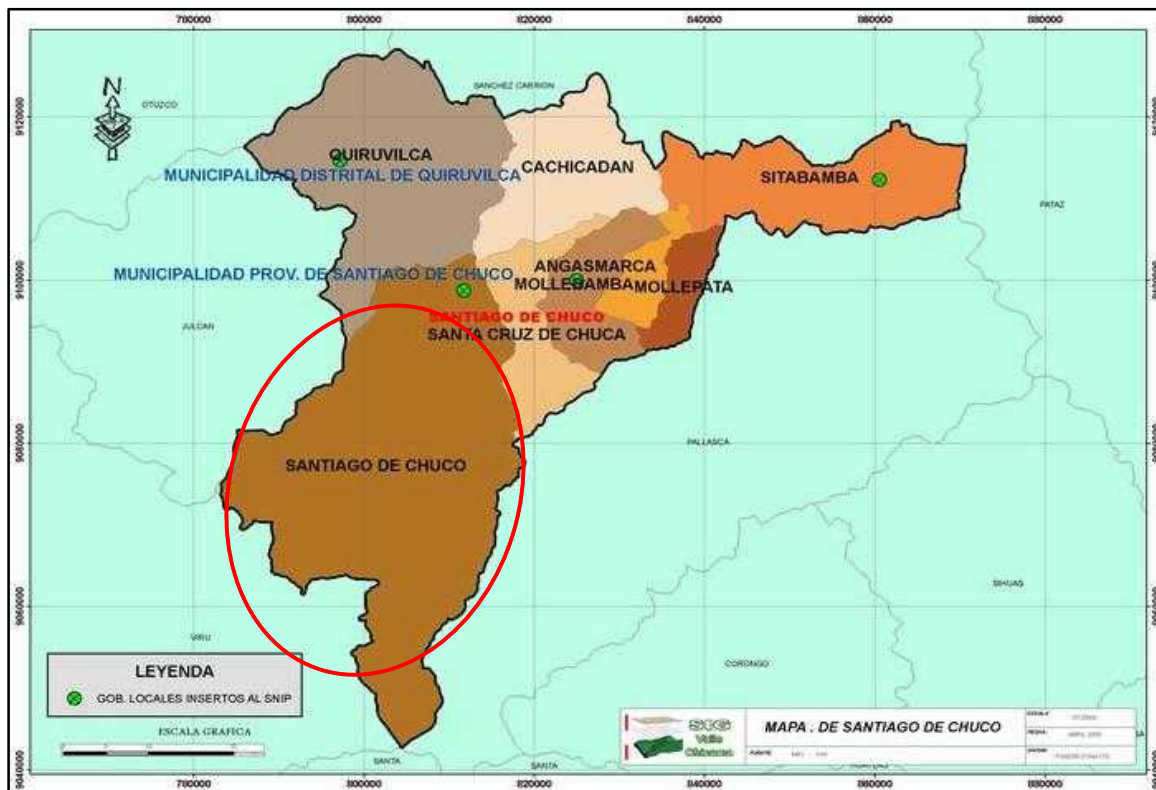 780000 800000 820000 840000 860000 880000
N
OTUZCO
SANCHEZ CARRION
9120000
QUIRUVILCA
MUNICIPALIDAD DISTRITAL DE QUIRUVILCA
CACHICADAN
SITABAMBA
PATAZ
MUNICIPALIDAD PROV. DE SANTIAGO DE CHUCO
ANGASMARCA
MOLLEBAMBA
MOLLEPATA
9100000
JULCAN
SANTIAGO DE CHUCO
SANTA CRUZ DE CHUCA
PALLASCA
9080000
SANTIAGO DE CHUCO
SIHUAS
9060000
VIRU
CORONGO
LEYENDA
GOB. LOCALES INSERTOS AL SNIP
ESCALA GRAFICA
SIG
Valle
MAPA . DE SANTIAGO DE CHUCO
SANTA SANTA
9040000
780000 800000 820000 840000 860000 880000